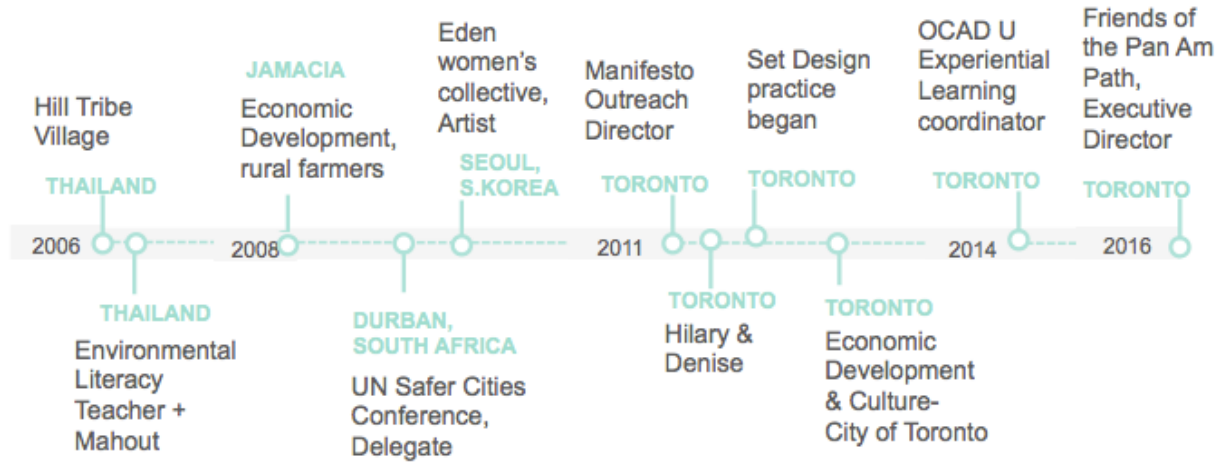 Hill Tribe
Village
THAILAND
JAMACIA
Economic
Development,
rural farmers
Eden
women's
collective,
Artist
SEOUL,
S.KOREA
Manifesto
Outreach
Director
TORONTO
Set Design
practice
began
TORONTO
OCAD U
Experiential
Learning
coordinator
TORONTO
Friends of
the Pan Am
Path,
Executive
Director
TORONTO
2006
2008
2011
2014
2016
THAILAND
Environmental
Literacy
Teacher +
Mahout
DURBAN,
SOUTH AFRICA
UN Safer Cities
Conference,
Delegate
TORONTO
Hilary &
Denise
TORONTO
Economic
Development
& Culture-
City of Toronto